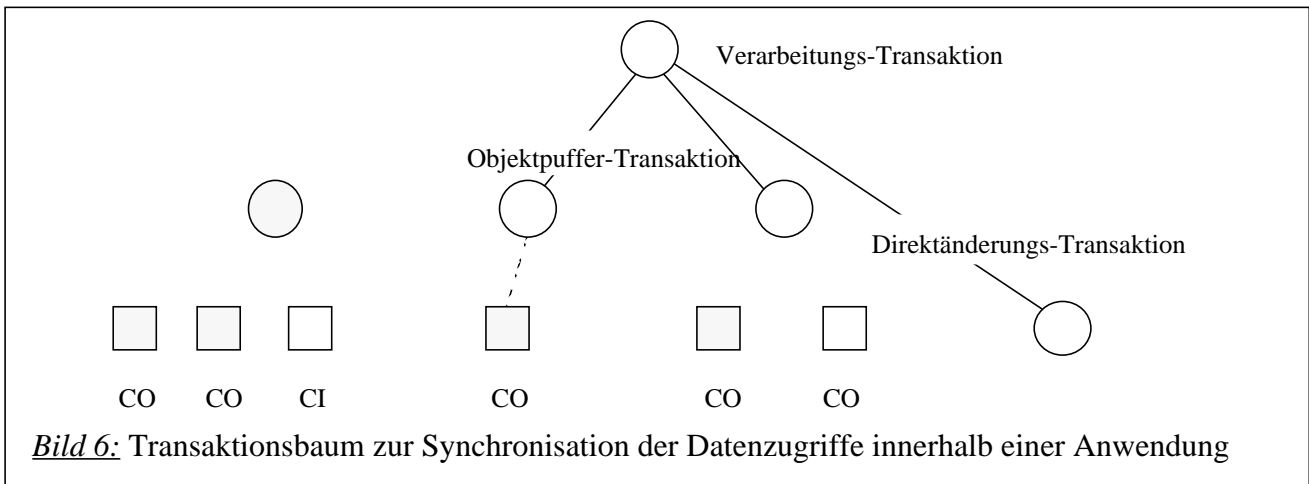 Verarbeitungs-Transaktion
Objektpuffer-Transaktion
Direktänderungs-Transaktion
CO CO CI CO CO CO
Bild 6: Transaktionsbaum zur Synchronisation der Datenzugriffe innerhalb einer Anwendung